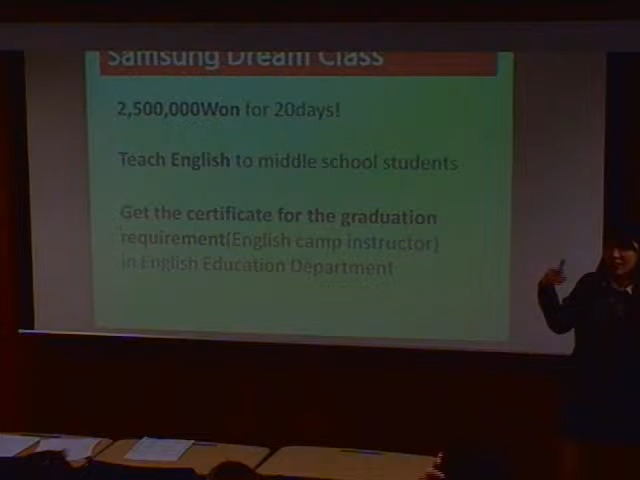 Samsung Dream Class
2,500,000Won for 20days!
Teach English to middle school students
Get the certificate for the graduation
requirement(English camp instructor)
in English Education Department